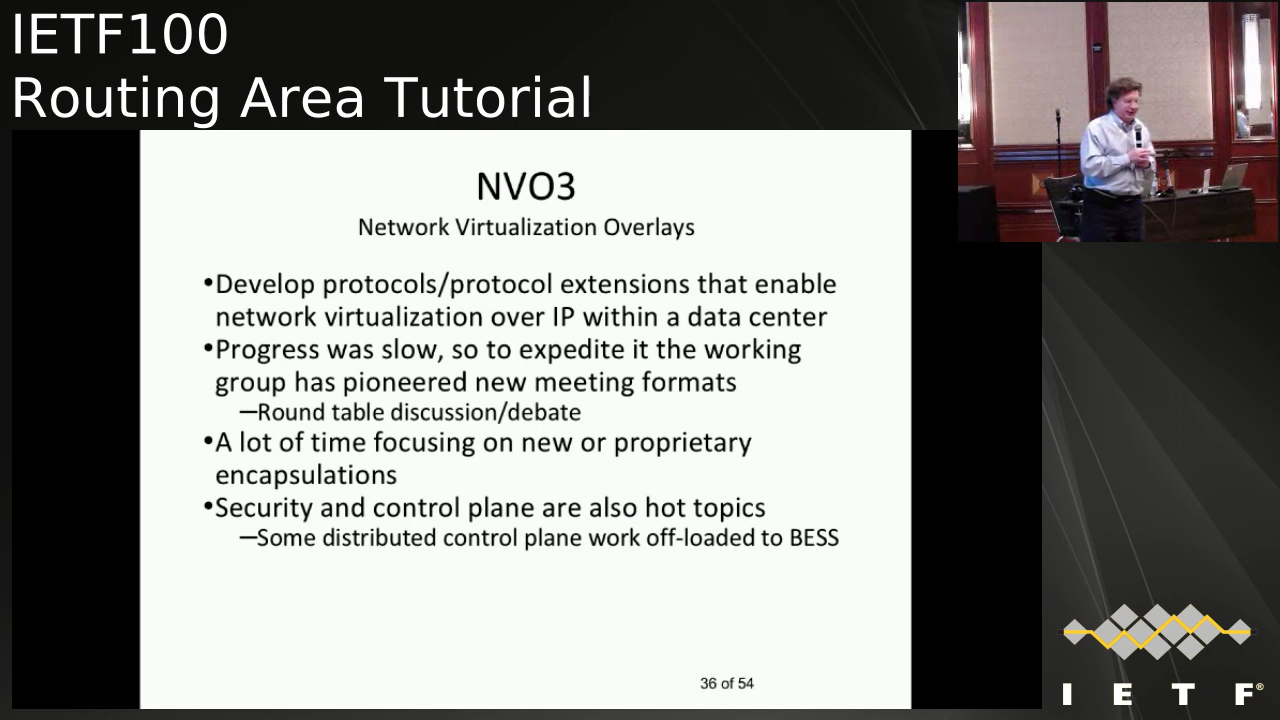 IETF100
Routing Area Tutorial
NVO3
Network Virtualization Overlays
•Develop protocols/protocol extensions that enable
network virtualization over IP within a data center
•Progress was slow, so to expedite it the working
group has pioneered new meeting formats
—Round table discussion/debate
•A lot of time focusing on new or proprietary
encapsulations
•Security and control plane are also hot topics
—Some distributed control plane work off-loaded to BESS
36 of 54
I E T F®